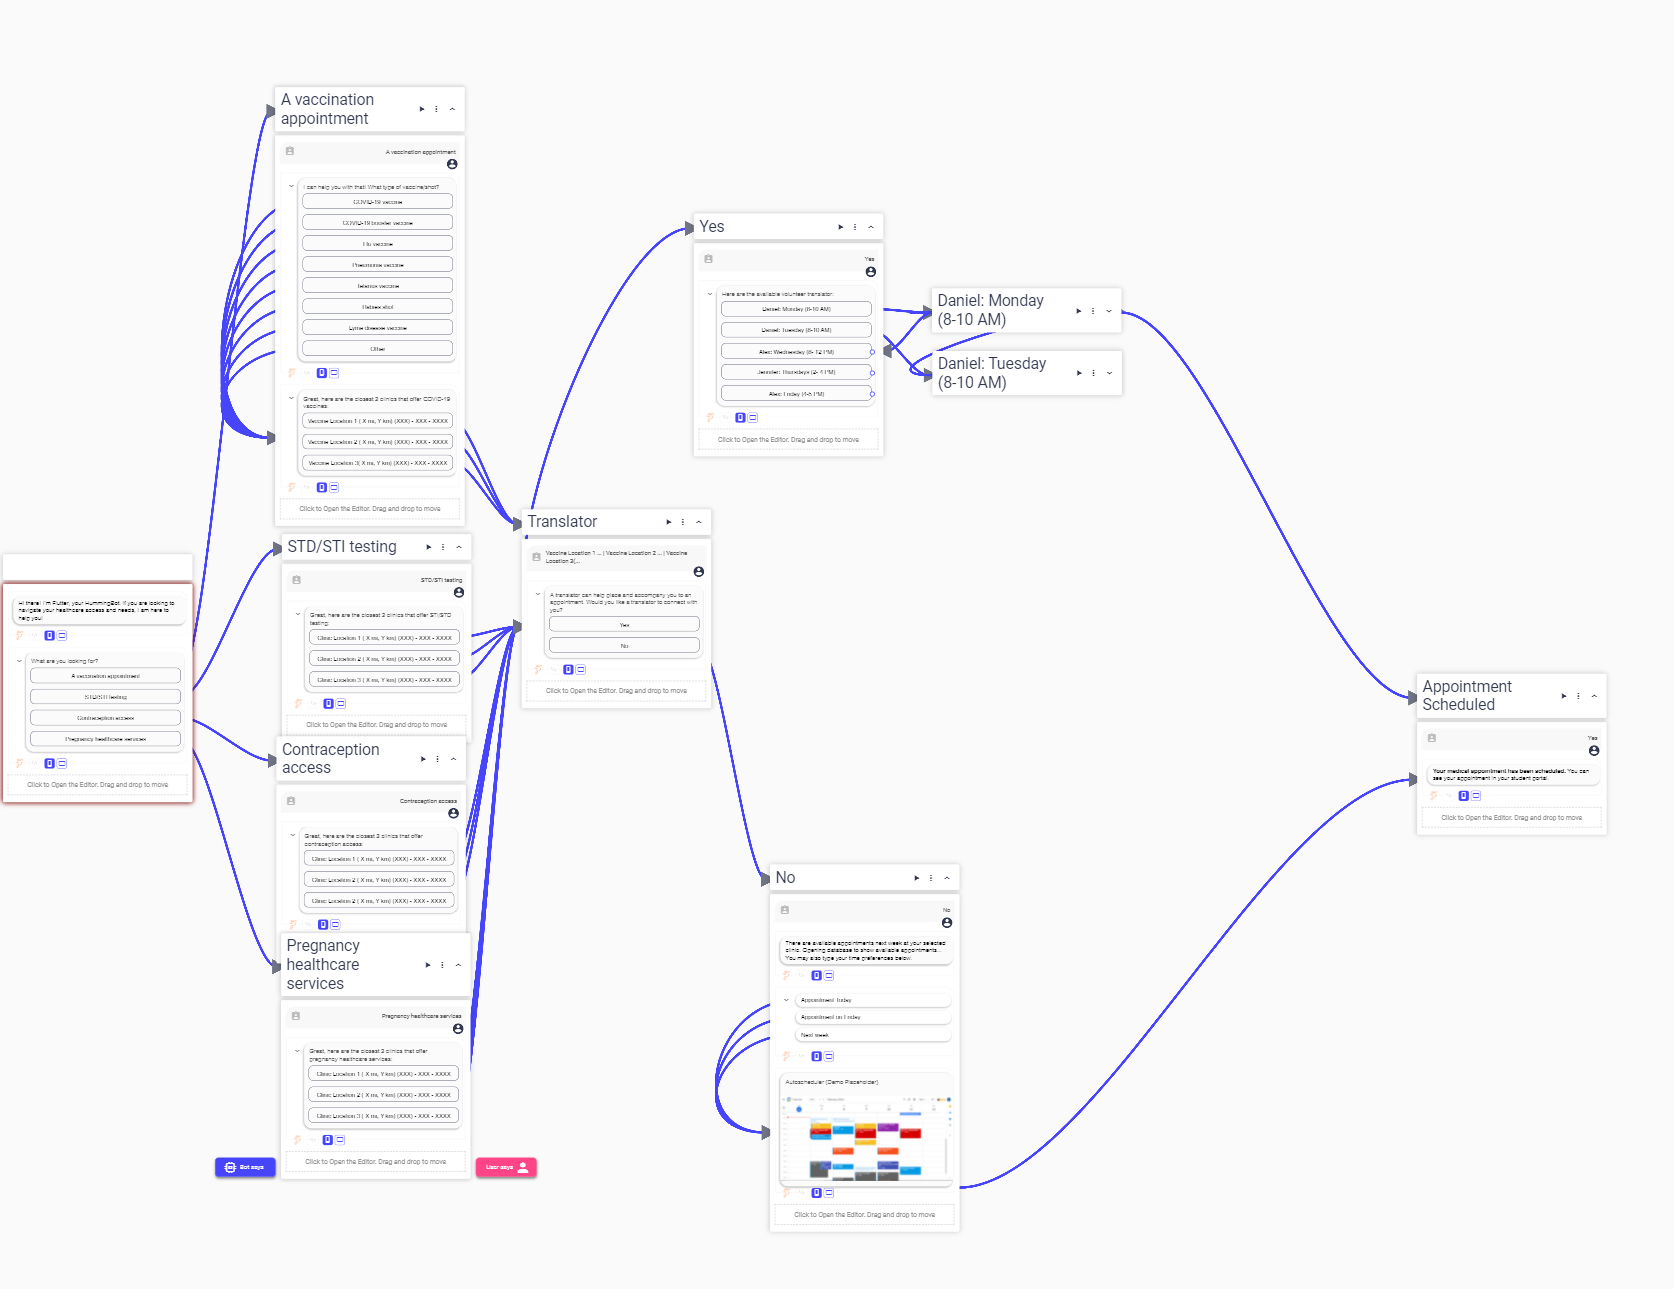 Hi there! I'm Flutter, your HummingBot. If you are looking to
navigate your healthcare access and needs, I am here to
help you!
What are you looking for?
A vaccination appointment
STD/STI testing
Contraception access
Pregnancy healthcare services
Click to Open the Editor. Drag and drop to move
A vaccination
appointment
A vaccination appointment
I can help you with that! What type of vaccine/shot?
COVID-19 vaccine
COVID-19 booster vaccine
Flu vaccine
Pneumonia vaccine
Tetanus vaccine
Rabies shot
Lyme disease vaccine
Other
Great, here are the closest 3 clinics that offer COVID-19
vaccines:
Vaccine Location 1 ( X mi, Y km) (XXX) - XXX - XXXX
Vaccine Location 2 ( X mi, Y km) (XXX) - XXX - XXXX
Vaccine Location 3( X mi, Y km) (XXX) - XXX - XXXX
Click to Open the Editor. Drag and drop to move
STD/STI testing
STD/STI testing
Great, here are the closest 3 clinics that offer STI/STD
testing:
Clinic Location 1 ( X mi, Y km) (XXX) - XXX - XXXX
Clinic Location 2 ( X mi, Y km) (XXX) - XXX - XXXX
Clinic Location 3 ( X mi, Y km) (XXX) - XXX - XXXX
Click to Open the Editor. Drag and drop to move
Contraception
access
Contraception access
Great, here are the closest 3 clinics that offer
contraception access:
Clinic Location 1 ( X mi, Y km) (XXX) - XXX - XXXX
Clinic Location 2 ( X mi, Y km) (XXX) - XXX - XXXX
Clinic Location 2 ( X mi, Y km) (XXX) - XXX - XXXX
Pregnancy
healthcare
services
Pregnancy healthcare services
Great, here are the closest 3 clinics that offer
pregnancy healthcare services:
Clinic Location 1 ( X mi, Y km) (XXX) - XXX - XXXX
Clinic Location 2 ( X mi, Y km) (XXX) - XXX - XXXX
Clinic Location 3 ( X mi, Y km) (XXX) - XXX - XXXX
Click to Open the Editor. Drag and drop to move
Bot says
User says
Translator
Vaccine Location 1 ... | Vaccine Location 2 ... | Vaccine
Location 3(...
A translator can help place and accompany you to an
appointment. Would you like a translator to connect with
you?
Yes
No
Click to Open the Editor. Drag and drop to move
Yes
Yes
Here are the available volunteer translator:
Daniel: Monday (8-10 AM)
Daniel: Tuesday (8-10 AM)
Alex: Wednesday (8- 12 PM)
Jennifer: Thursdays (2- 4 PM)
Alex: Friday (4-5 PM)
Click to Open the Editor. Drag and drop to move
Daniel: Monday
(8-10 AM)
Daniel: Tuesday
(8-10 AM)
No
No
There are available appointments next week at your selected
clinic. Opening database to show available appointments...
You may also type your time preferences below.
Appointment Today
Appointment on Friday
Next week
Autoscheduler (Demo Placeholder)
Click to Open the Editor. Drag and drop to move
Appointment
Scheduled
Yes
Your medical appointment has been scheduled. You can
see your appointment in your student portal.
Click to Open the Editor. Drag and drop to move